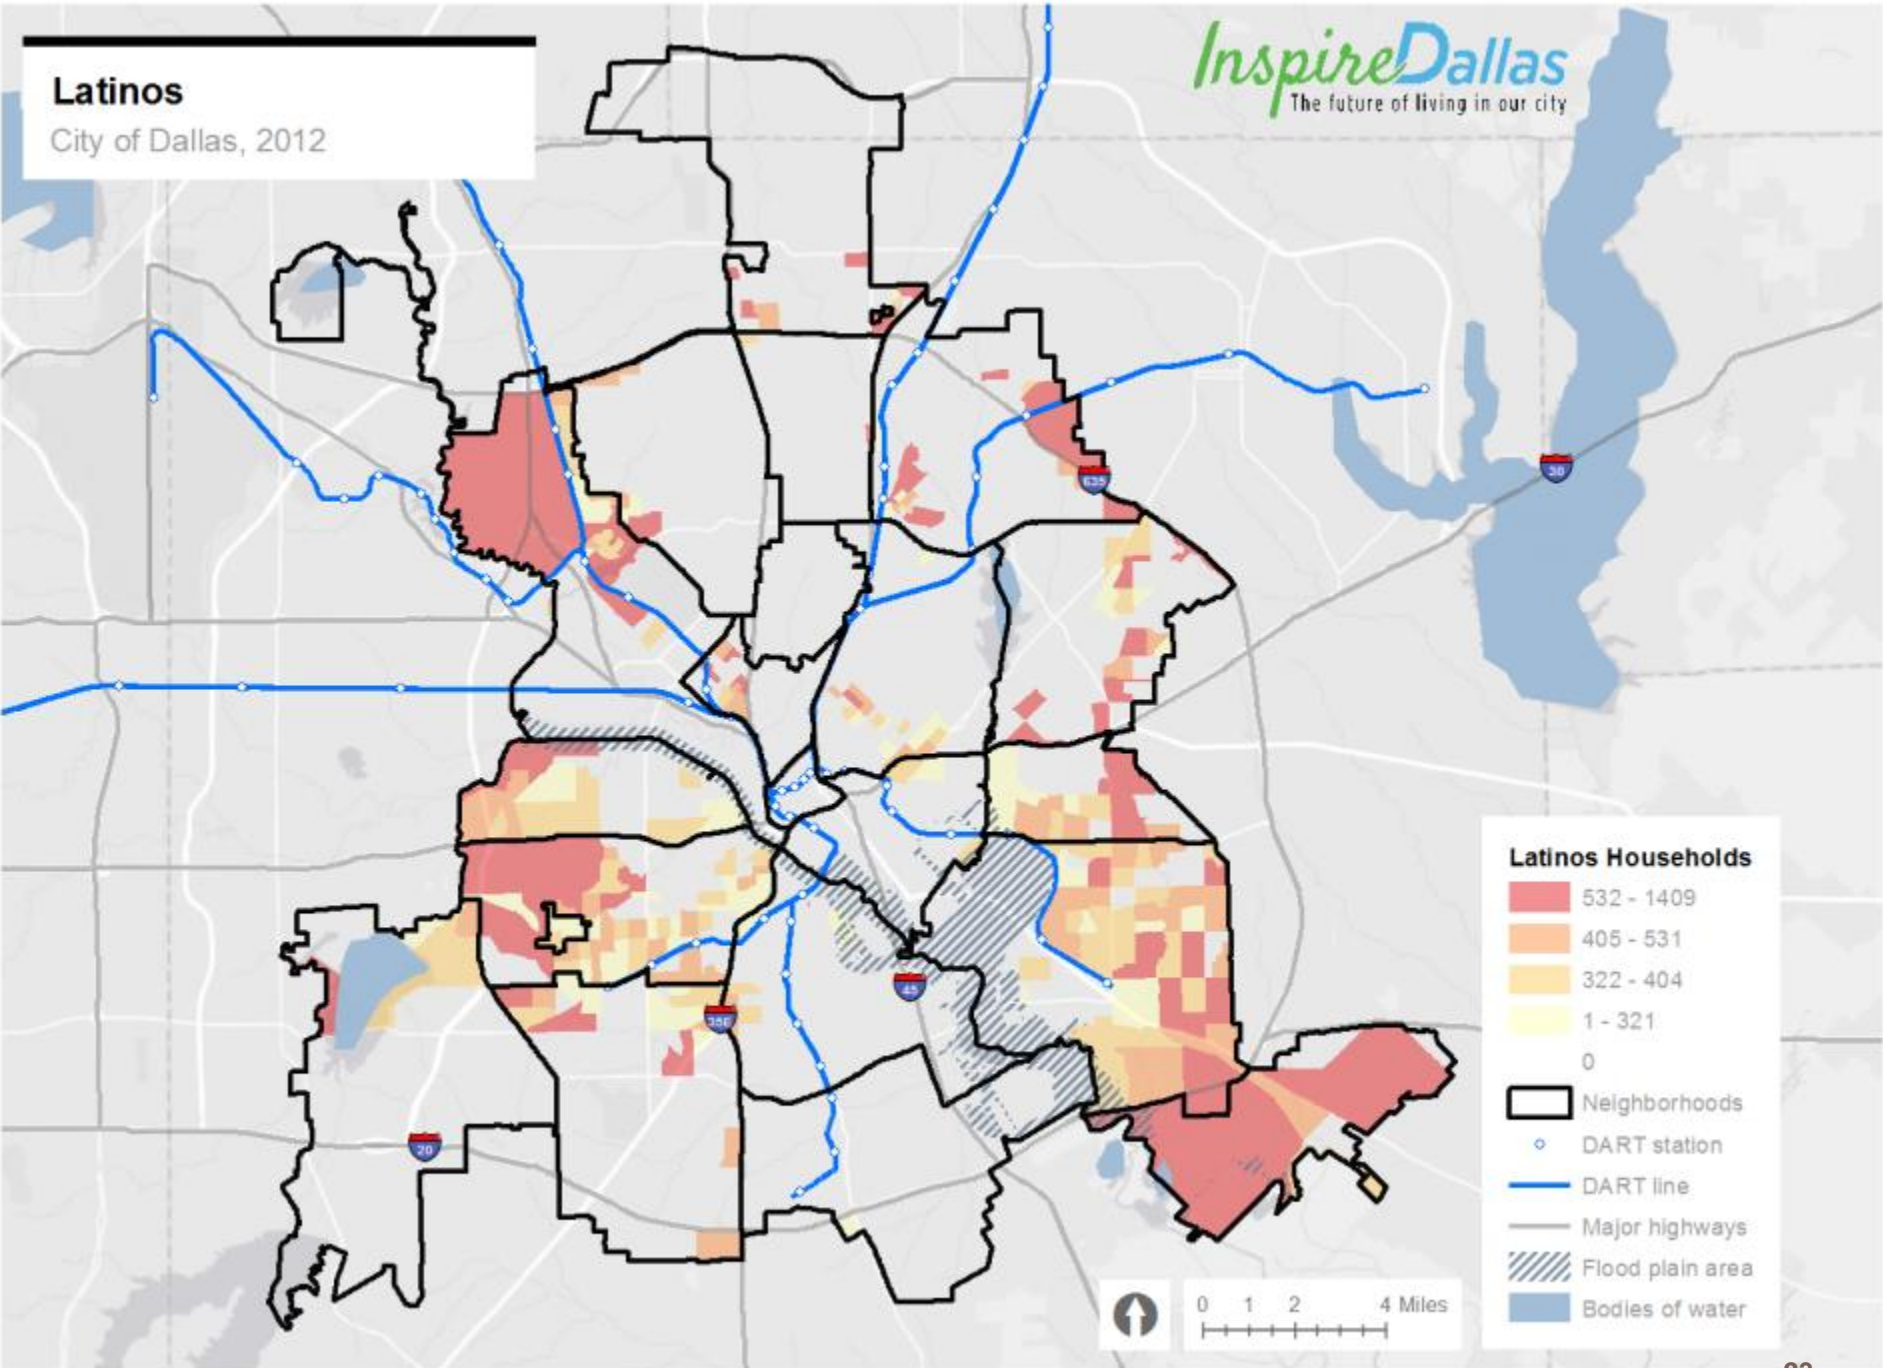 Latinos
City of Dallas, 2012
InspireDallas
The future of living in our city
635
30
45
35E
20
Latinos Households
532 - 1409
405 - 531
322 - 404
1 - 321
0
Neighborhoods
DART station
DART line
Major highways
Flood plain area
Bodies of water
0 1 2 4 Miles